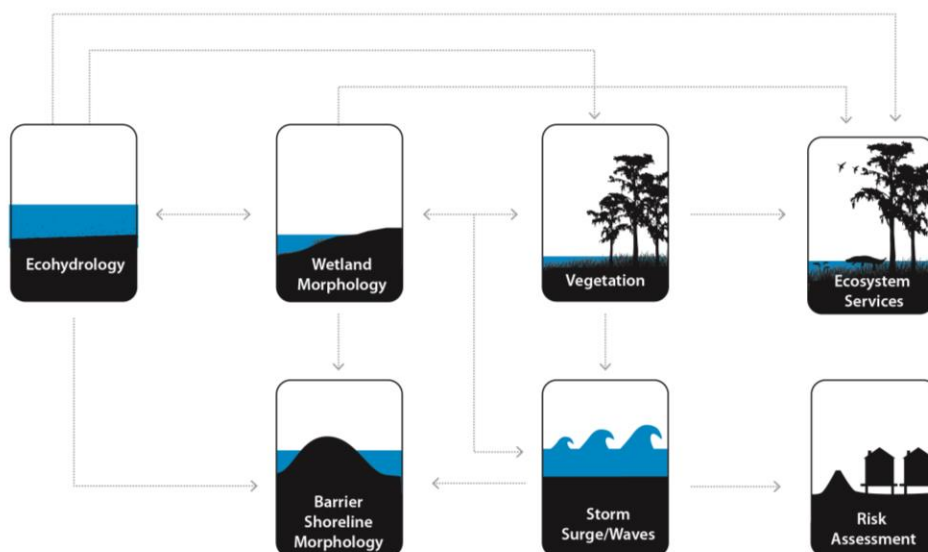 Ecohydrology
Wetland
Morphology
Vegetation
Ecosystem
Services
Barrier
Shoreline
Morphology
Storm
Surge/Waves
Risk
Assessment